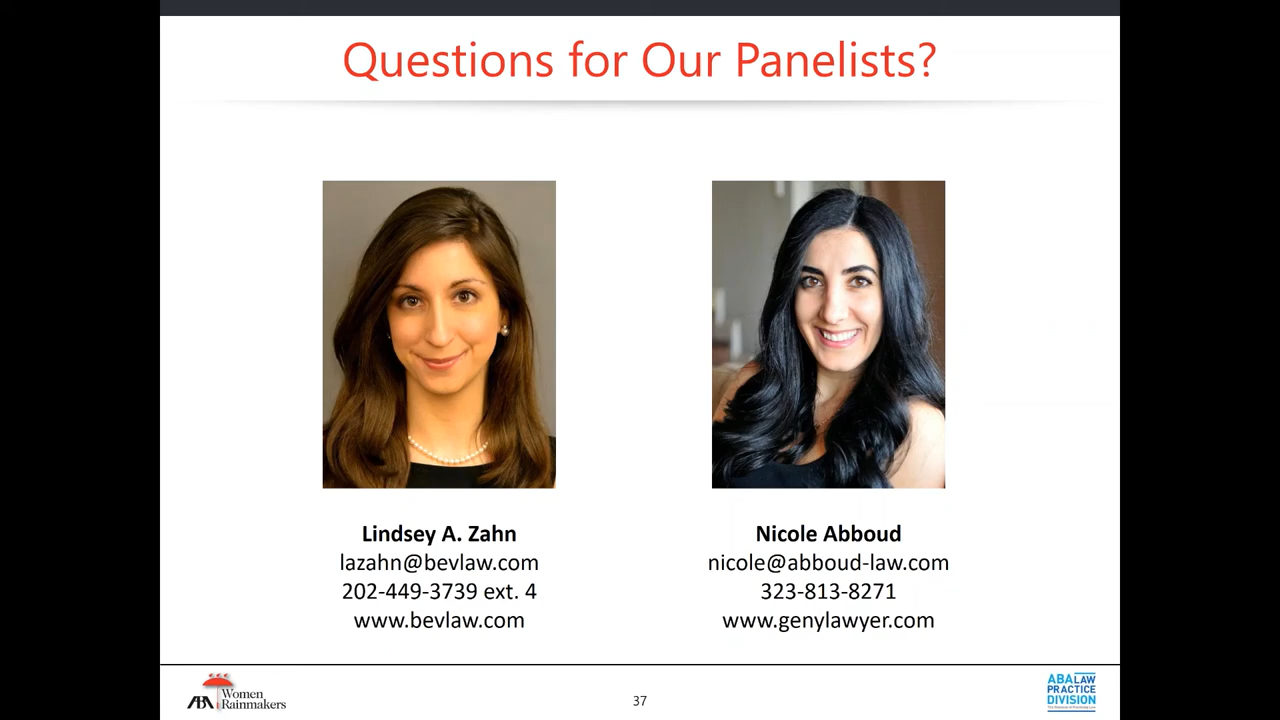 Questions for Our Panelists?
Lindsey A. Zahn
lazahn@bevlaw.com
202-449-3739 ext. 4
www.bevlaw.com
Nicole Abboud
nicole@abboud-law.com
323-813-8271
www.genylawyer.com
ABA Women
Rainmakers
37
ABALAW
PRACTICE
DIVISION